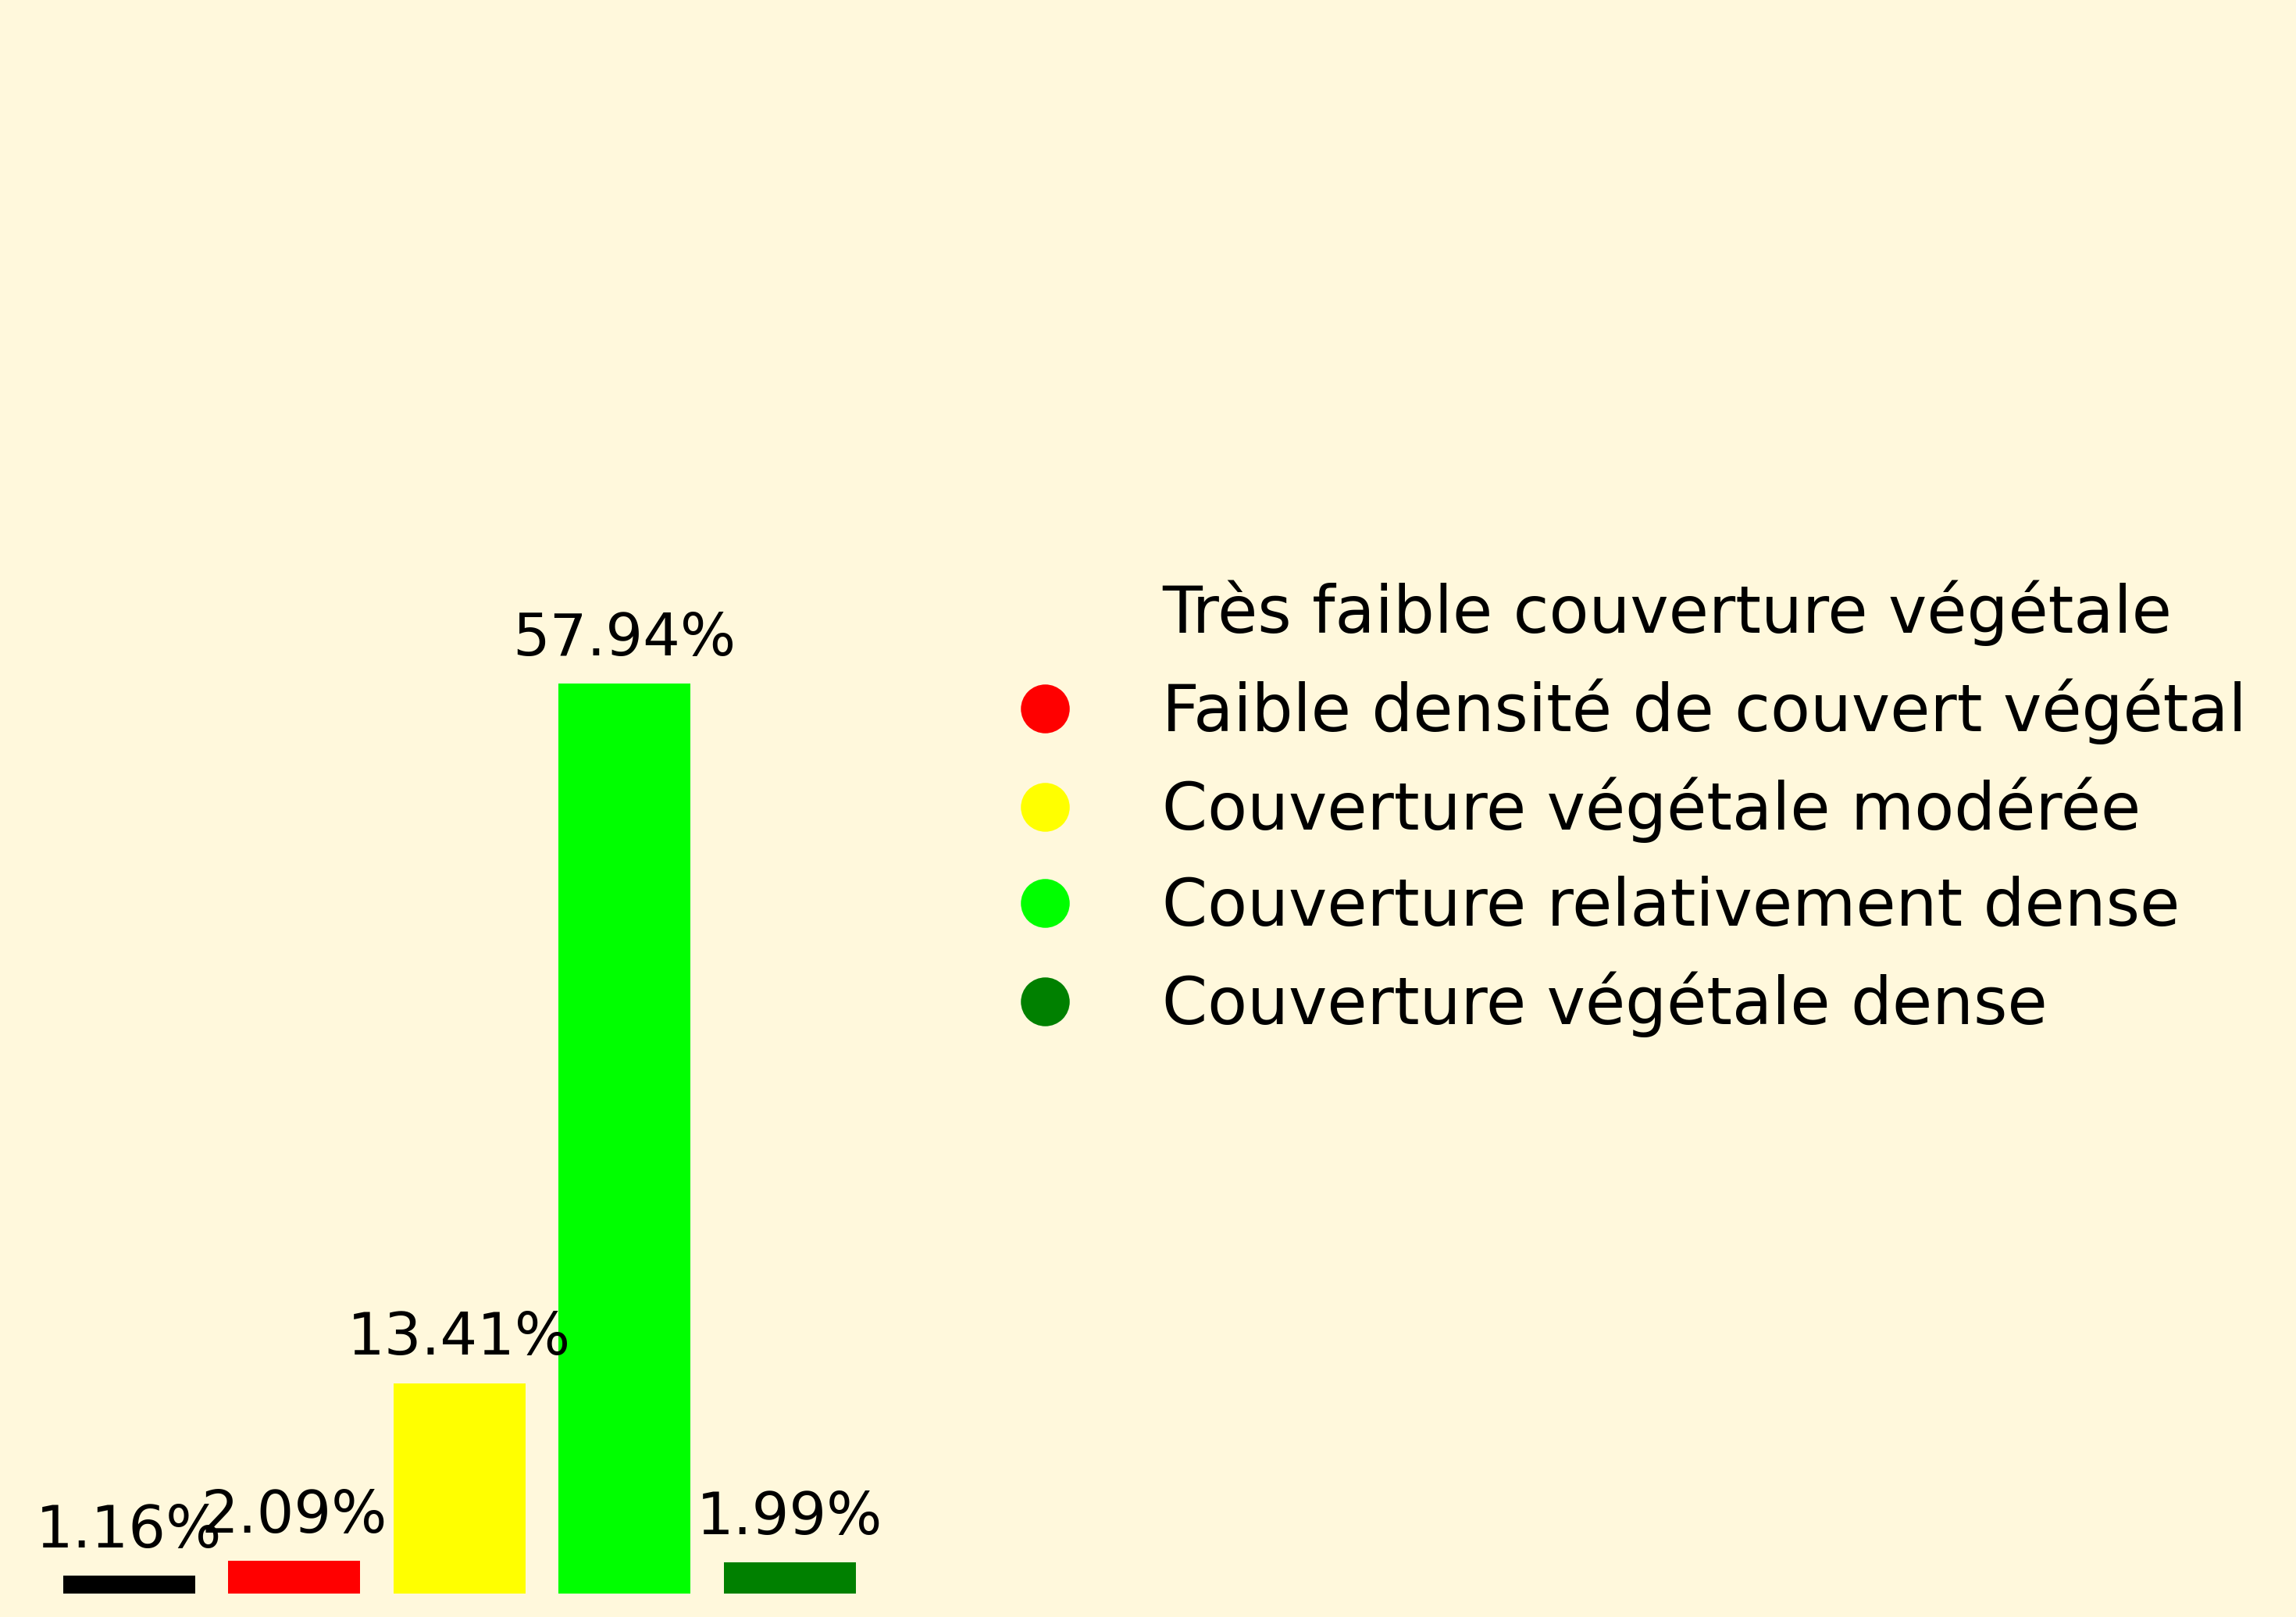 57.94%
13.41%
1.16%
2.09%
1.99%
Très faible couverture végétale
Faible densité de couvert végétal
Couverture végétale modérée
Couverture relativement dense
Couverture végétale dense